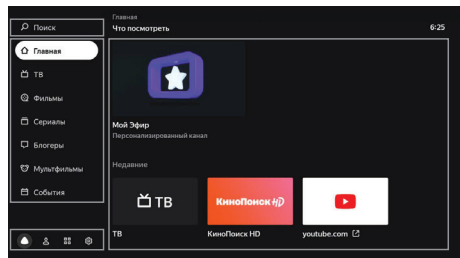 Главная
Поиск
Что посмотреть
6:25
Главная
ТВ
Фильмы
Сериалы
Блогеры
Мультфильмы
События
Мой Эфир
Персонализированный канал
Недавние
ТВ
КиноПоиск HD
ТВ
КиноПоиск HD
youtube.com